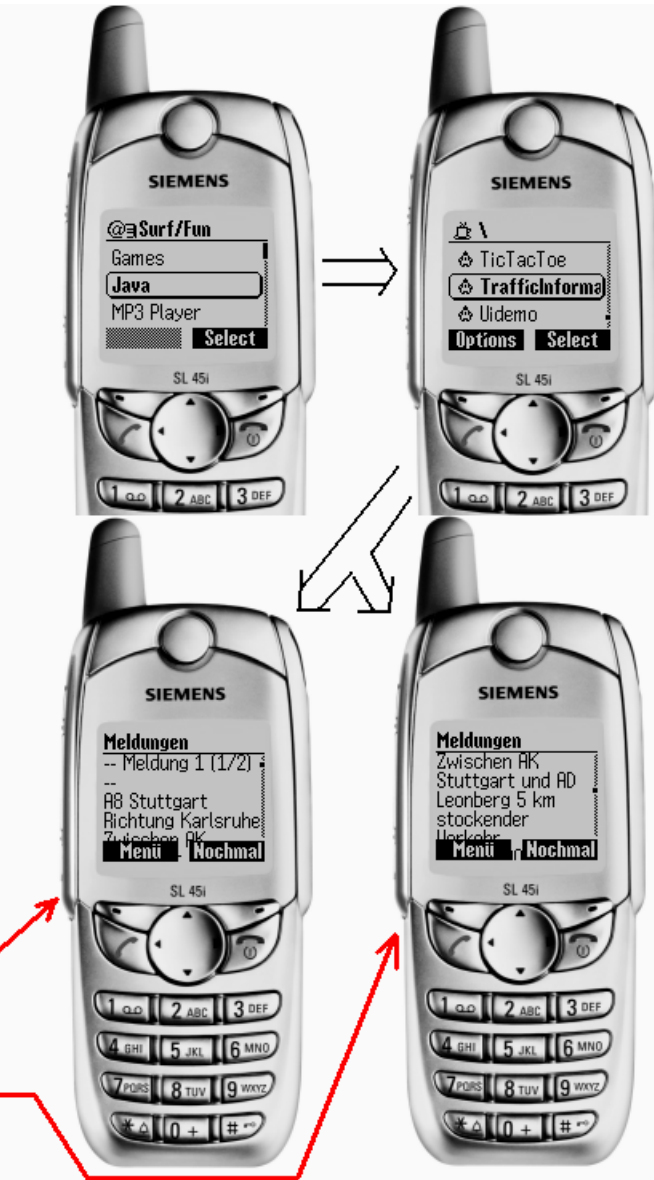 SIEMENS
@ Surf/Fun
Games
Java
MP3 Player
Select
SL 45i
1 2 ABC 3 DEF
SIEMENS
\
TicTacToe
TrafficInforma
Uidemo
Options Select
SL 45i
1 2 ABC 3 DEF
SIEMENS
Meldungen
-- Meldung 1 (1/2)
--
A8 Stuttgart
Richtung Karlsruhe
Zwischen AK
Menü Nochmal
SL 45i
1 2 ABC 3 DEF
4 GHI 5 JKL 6 MNO
7 PQRS 8 TUV 9 WXYZ
* 0 + #
SIEMENS
Meldungen
Zwischen AK
Stuttgart und AD
Leonberg 5 km
stockender
Verkehr
Menü Nochmal
SL 45i
1 2 ABC 3 DEF
4 GHI 5 JKL 6 MNO
7 PQRS 8 TUV 9 WXYZ
* 0 + #